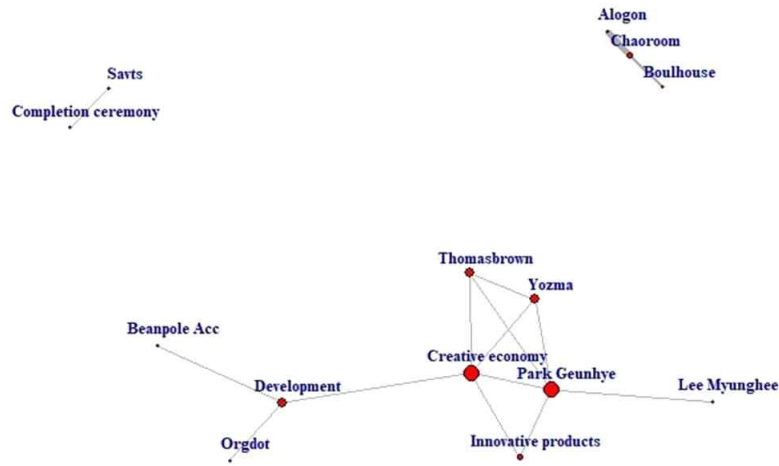 Alogon
Chaoroom
Boulhouse
Savts
Completion ceremony
Thomasbrown
Yozma
Beanpole Acc
Creative economy
Park Geunhye
Development
Lee Myunghee
Orgdot
Innovative products